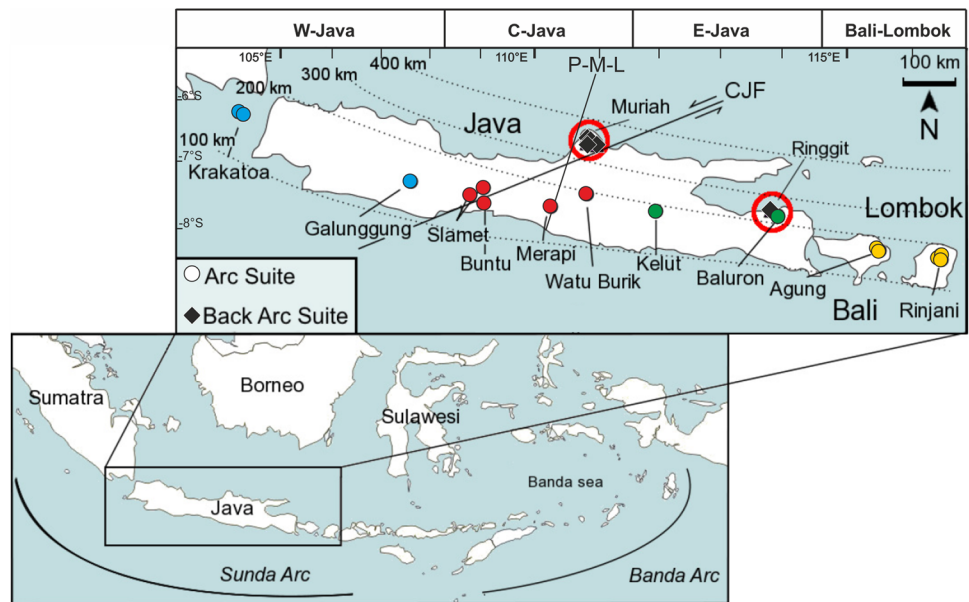 W-Java
C-Java
E-Java
Bali-Lombok
105°E
110°E
115°E
100 km
400 km
300 km
200 km
100 km
P-M-L
CJF
N
-6°S
-7°S
-8°S
Java
Muriah
Ringgit
Krakatoa
Lombok
Galunggung
Slamet
Buntu
Merapi
Watu Burik
Kelut
Baluron
Agung
Bali
Rinjani
Arc Suite
Back Arc Suite
Sumatra
Borneo
Sulawesi
Banda sea
Java
Sunda Arc
Banda Arc